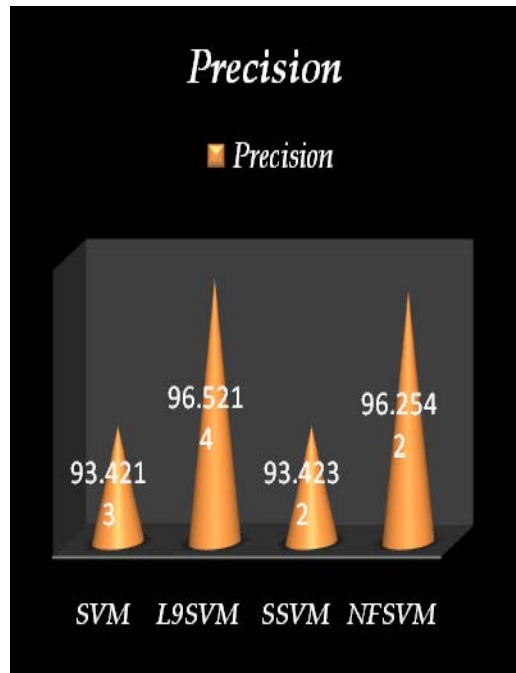 Precision
Precision
93.421
3
96.521
4
93.423
2
96.254
2
SVM L9SVM SSVM NFSVM